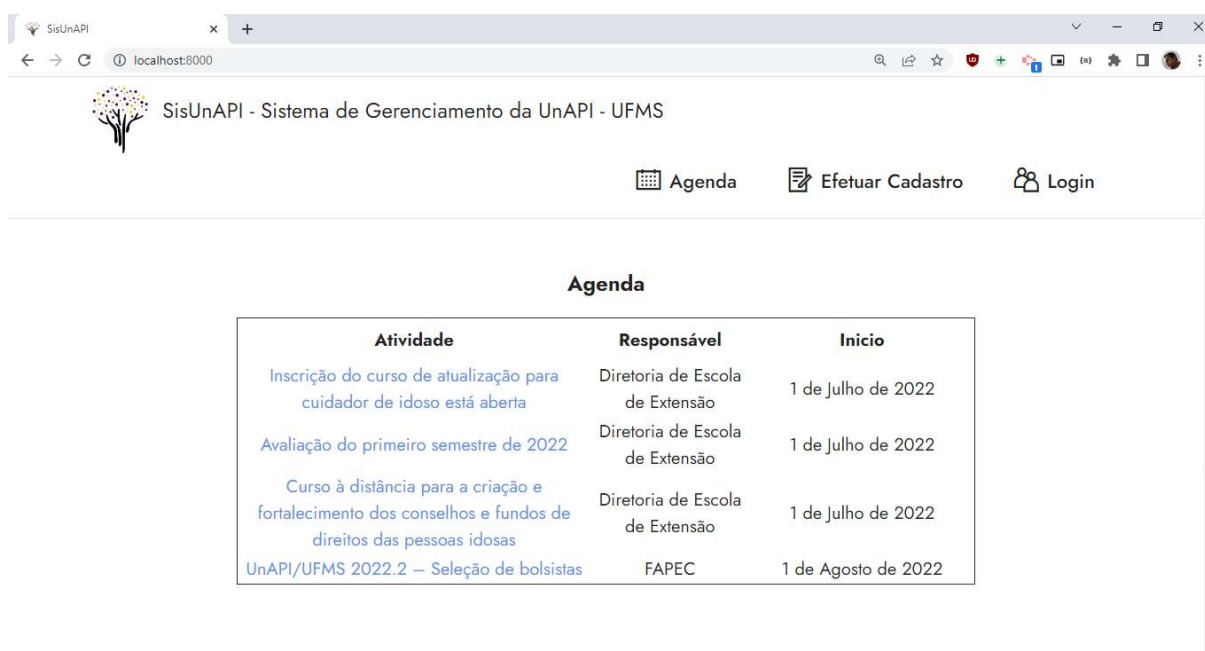 SisUnAPI
localhost:8000
SisUnAPI - Sistema de Gerenciamento da UnAPI - UFMS
Agenda Efetuar Cadastro Login
Agenda
Atividade Responsável Inicio
Inscrição do curso de atualização para
cuidador de idoso está aberta
Diretoria de Escola
de Extensão
1 de Julho de 2022
Avaliação do primeiro semestre de 2022
Diretoria de Escola
de Extensão
1 de Julho de 2022
Curso à distância para a criação e
fortalecimento dos conselhos e fundos de
direitos das pessoas idosas
Diretoria de Escola
de Extensão
1 de Julho de 2022
UnAPI/UFMS 2022.2 – Seleção de bolsistas FAPEC 1 de Agosto de 2022